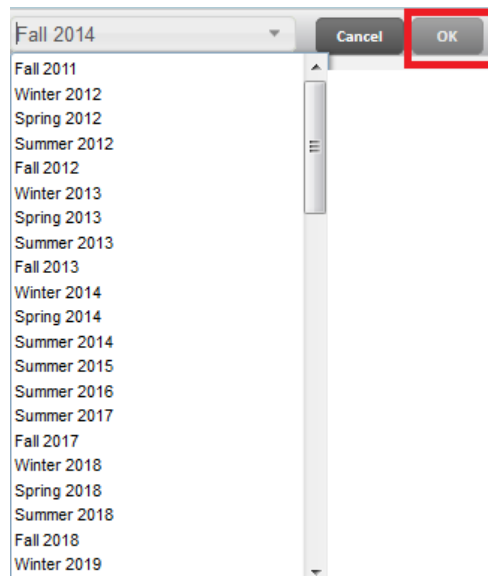 Fall 2014 Cancel OK
Fall 2011
Winter 2012
Spring 2012
Summer 2012
Fall 2012
Winter 2013
Spring 2013
Summer 2013
Fall 2013
Winter 2014
Spring 2014
Summer 2014
Summer 2015
Summer 2016
Summer 2017
Fall 2017
Winter 2018
Spring 2018
Summer 2018
Fall 2018
Winter 2019